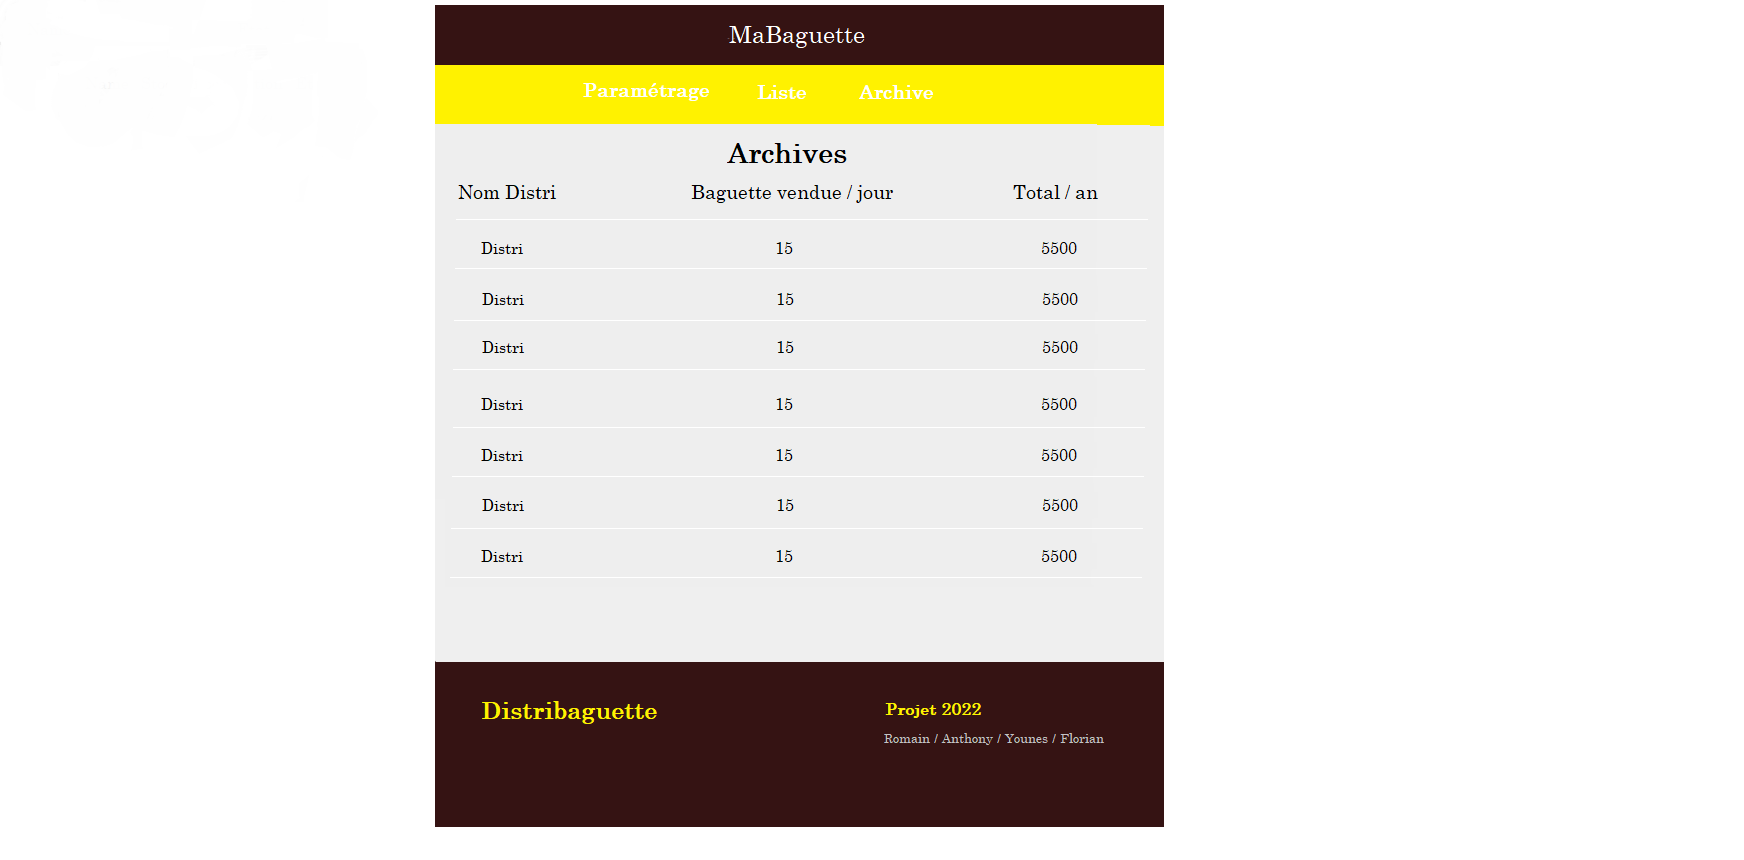 MaBaguette
Paramétrage Liste Archive
Archives
Nom Distri Baguette vendue / jour Total / an
Distri 15 5500
Distri 15 5500
Distri 15 5500
Distri 15 5500
Distri 15 5500
Distri 15 5500
Distri 15 5500
Distribaguette Projet 2022
Romain / Anthony / Younes / Florian